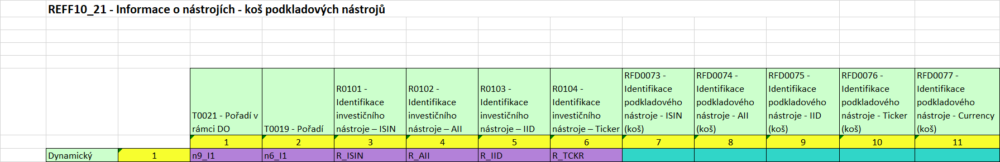 REFF10_21 - Informace o nástrojích - koš podkladových nástrojů
T0021 - Pořadí v
rámci DO
T0019 - Pořadí
R0101 -
Identifikace
investičního
nástroje – ISIN
R0102 -
Identifikace
investičního
nástroje – AII
R0103 -
Identifikace
investičního
nástroje – IID
R0104 -
Identifikace
investičního
nástroje – Ticker
RFD0073 -
Identifikace
podkladového
nástroje - ISIN
(koš)
RFD0074 -
Identifikace
podkladového
nástroje - AII
(koš)
RFD0075 -
Identifikace
podkladového
nástroje - IID
(koš)
RFD0076 -
Identifikace
podkladového
nástroje - Ticker
(koš)
RFD0077 -
Identifikace
podkladového
nástroje - Currency
(koš)
1 2 3 4 5 6 7 8 9 10 11
Dynamický 1 n9_I1 n6_I1 R_ISIN R_AII R_IID R_TCKR